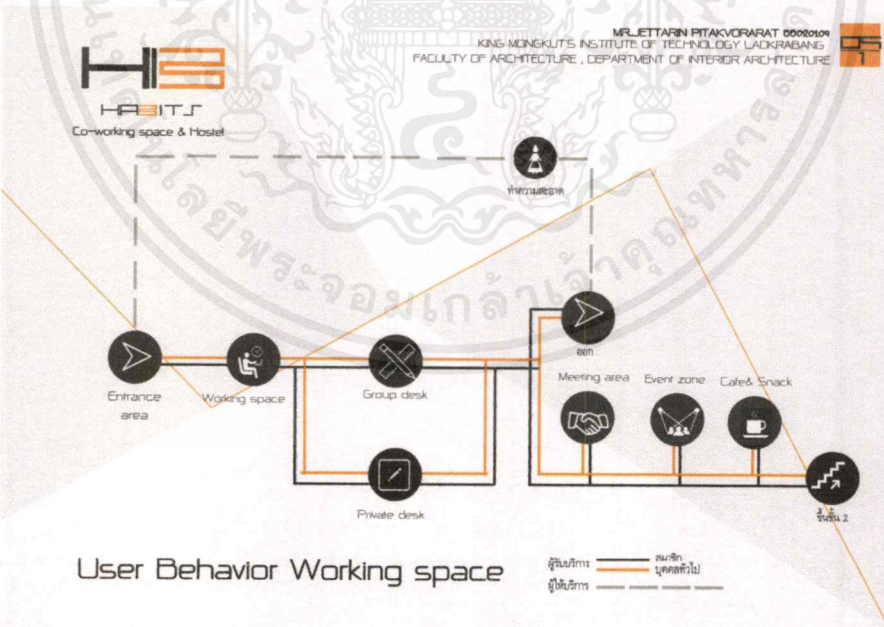 MR.JETTARIN PITAKVORARAT 55020109
KING MONGKUT'S INSTITUTE OF TECHNOLOGY LADKRABANG
FACULTY OF ARCHITECTURE , DEPARTMENT OF INTERIOR ARCHITECTURE
05
1
HABITS
Co-working space & Hostel
ทำความสะอาด
ออก
Entrance
area
Working space
Group desk
Meeting area
Event zone
Cafe& Snack
Private desk
ขึ้นชั้น 2
User Behavior Working space
ผู้รับบริการ
สมาชิก
บุคคลทั่วไป
ผู้ให้บริการ